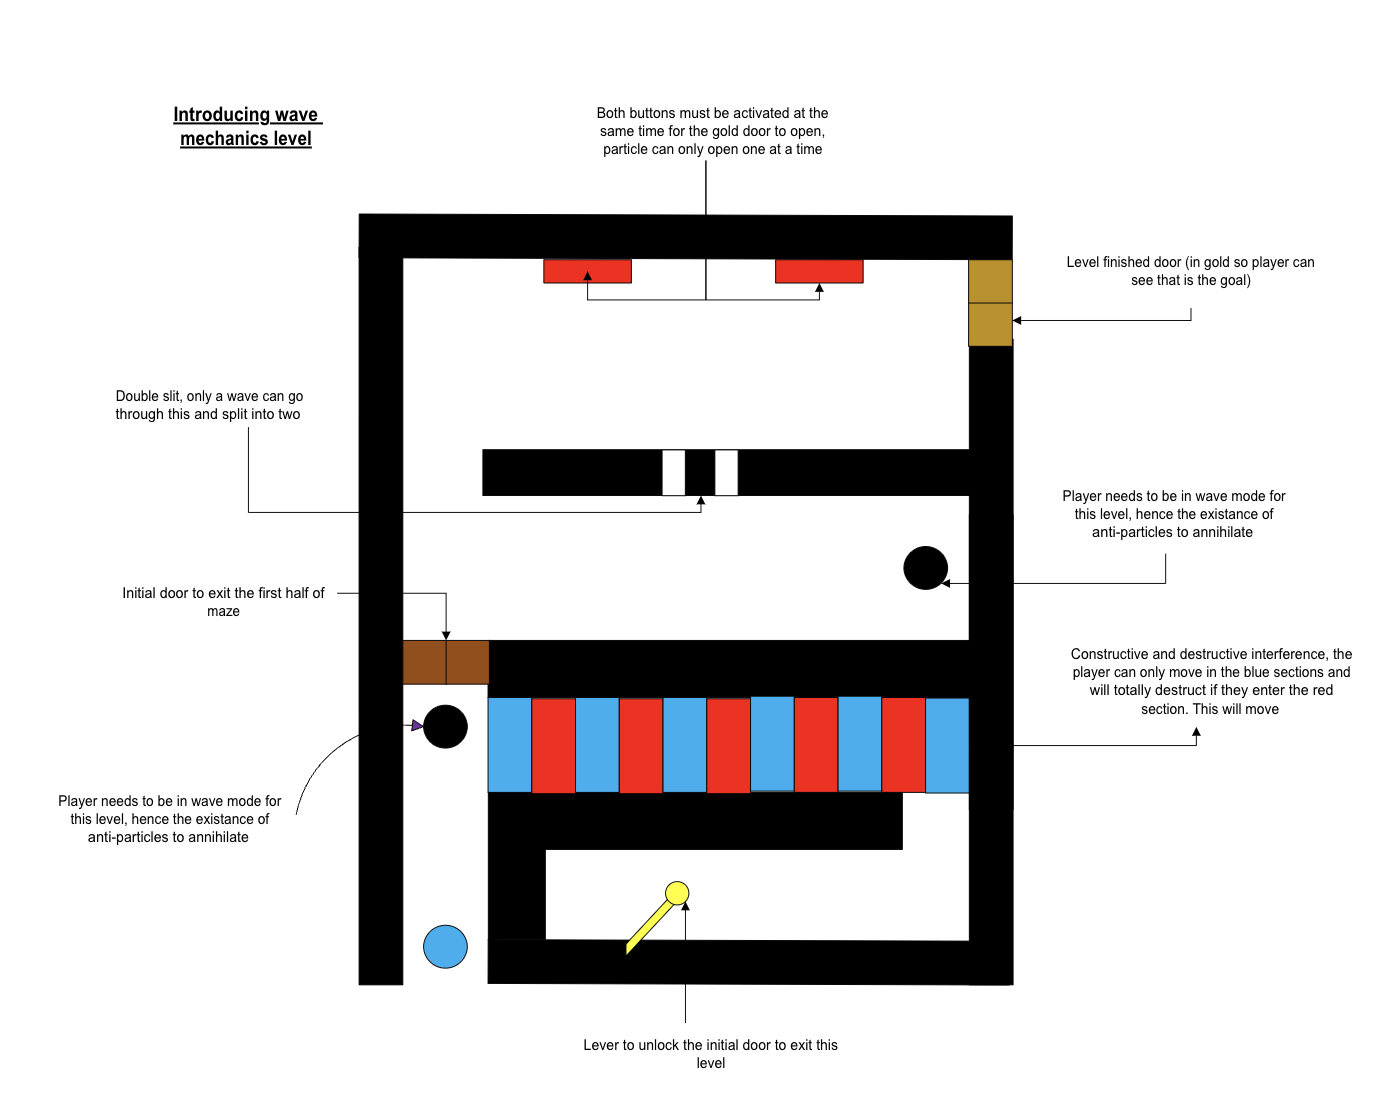 Introducing wave
mechanics level
Both buttons must be activated at the
same time for the gold door to open,
particle can only open one at a time
Level finished door (in gold so player can
see that is the goal)
Double slit, only a wave can go
through this and split into two
Player needs to be in wave mode for
this level, hence the existance of
anti-particles to annihilate
Initial door to exit the first half of
maze
Constructive and destructive interference, the
player can only move in the blue sections and
will totally destruct if they enter the red
section. This will move
Player needs to be in wave mode for
this level, hence the existance of
anti-particles to annihilate
Lever to unlock the initial door to exit this
level